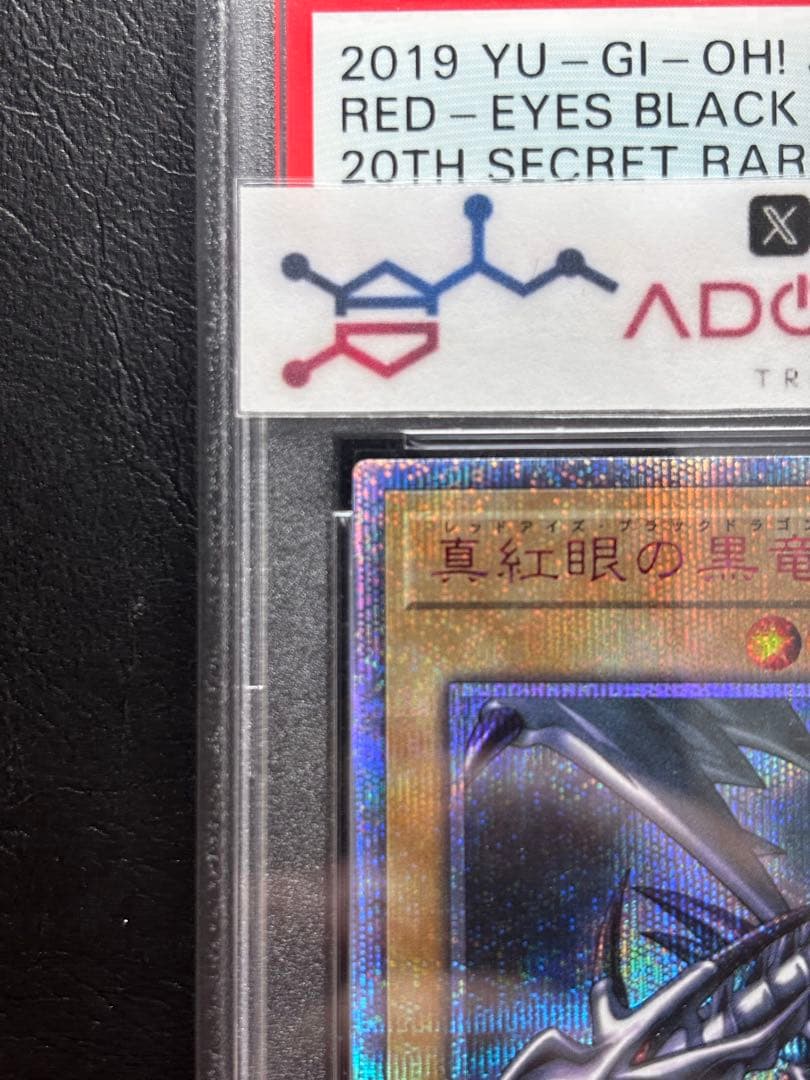 2019 YU-GI-OH!
RED-EYES BLACK
20TH SECRET RAR
X
ADO
TR
レッドアイズ・ブラックドラゴン
真紅眼の黒竜